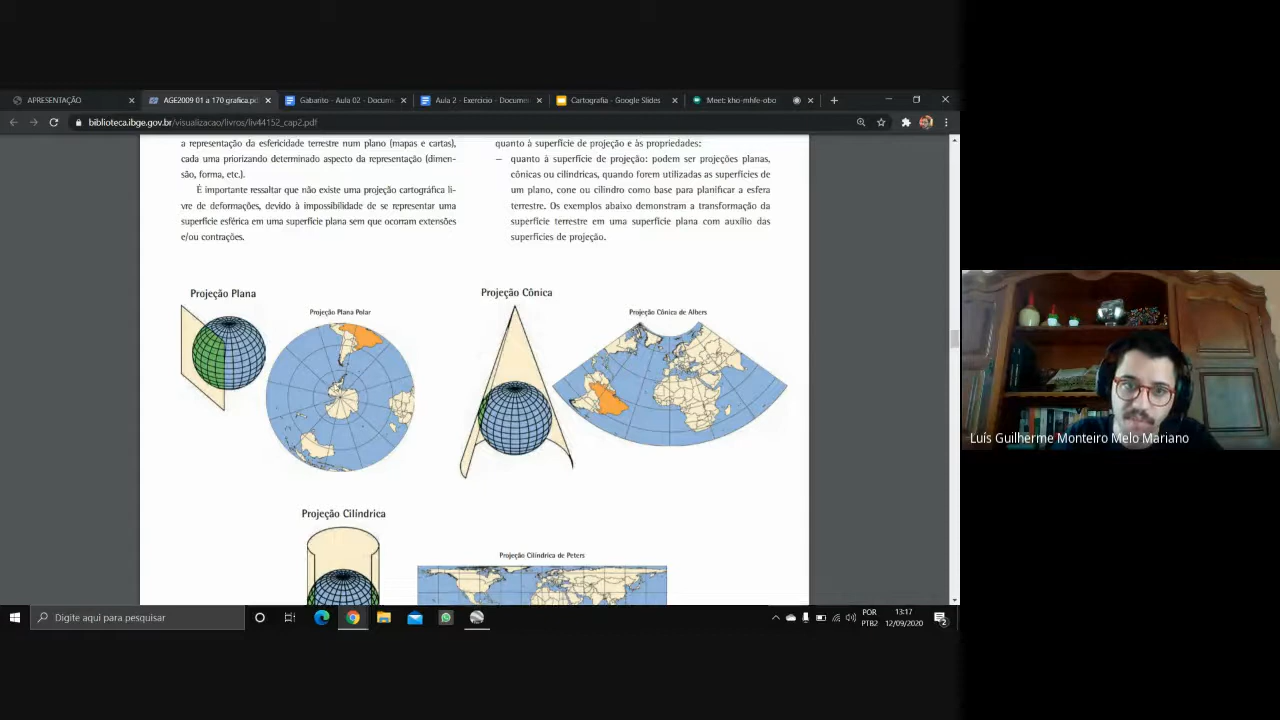 APRESENTAÇÃO
AGE2009 01 a 170 grafica.pd
Gabarito - Aula 02 - Docum
Aula 2 - Exercício - Docume
Cartografia - Google Slides
Meet: kho-mhfe-obo
biblioteca.ibge.gov.br/visualizacao/livros/liv44152_cap2.pdf
a representação da esfericidade terrestre num plano (mapas e cartas),
cada uma priorizando determinado aspecto da representação (dimen-
são, forma, etc.).
É importante ressaltar que não existe uma projeção cartográfica li-
vre de deformações, devido à impossibilidade de se representar uma
superfície esférica em uma superfície plana sem que ocorram extensões
e/ou contrações.
quanto à superfície de projeção e às propriedades:
— quanto à superfície de projeção: podem ser projeções planas,
cônicas ou cilíndricas, quando forem utilizadas as superfícies de
um plano, cone ou cilindro como base para planificar a esfera
terrestre. Os exemplos abaixo demonstram a transformação da
superfície terrestre em uma superfície plana com auxílio das
superfícies de projeção.
Projeção Plana
Projeção Plana Polar
Projeção Cônica
Projeção Cônica de Albers
Projeção Cilíndrica
Projeção Cilíndrica de Peters
Luís Guilherme Monteiro Melo Mariano
Digite aqui para pesquisar
POR
PTB2
13:17
12/09/2020
2